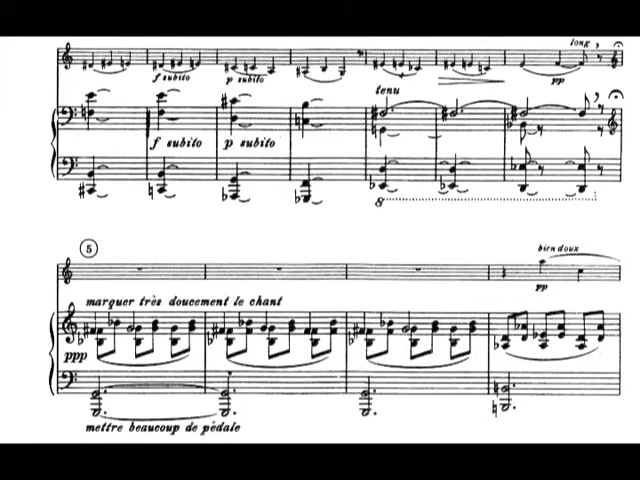 long
f subito p subito pp
tenu
f subito p subito
8
5
bien doux
pp
marquer très doucement le chant
ppp
mettre beaucoup de pédale